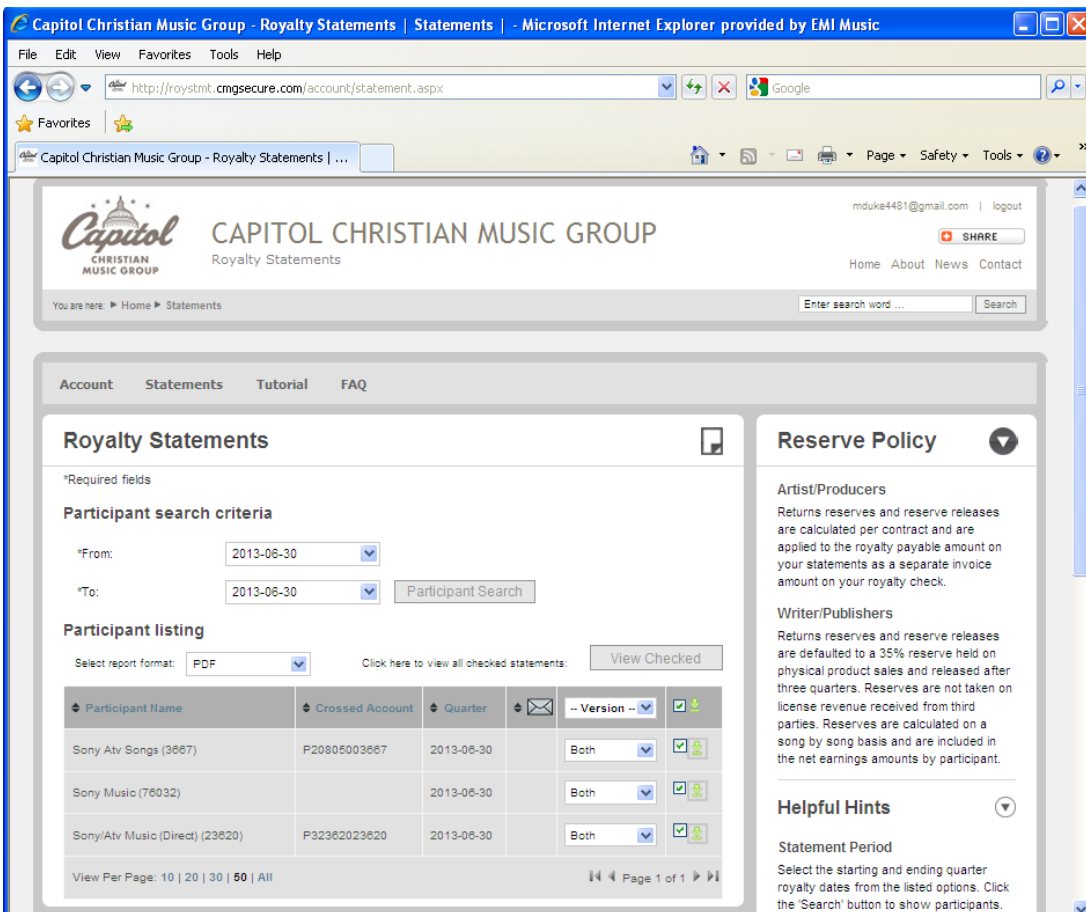 Capitol Christian Music Group - Royalty Statements | Statements | - Microsoft Internet Explorer provided by EMI Music
File Edit View Favorites Tools Help
http://roystmt.cmgsecure.com/account/statement.aspx
Google
Favorites
Capitol Christian Music Group - Royalty Statements | ...
Page Safety Tools
Capitol
CHRISTIAN
MUSIC GROUP
CAPITOL CHRISTIAN MUSIC GROUP
Royalty Statements
mduke4481@gmail.com | logout
SHARE
Home About News Contact
You are here: Home Statements
Enter search word ... Search
Account Statements Tutorial FAQ
Royalty Statements
*Required fields
Participant search criteria
*From: 2013-06-30
*To: 2013-06-30 Participant Search
Participant listing
Select report format: PDF Click here to view all checked statements: View Checked
Participant Name Crossed Account Quarter -- Version --
Sony Atv Songs (3667) P20805003667 2013-06-30 Both
Sony Music (76032) 2013-06-30 Both
Sony/Atv Music (Direct) (23620) P32362023620 2013-06-30 Both
View Per Page: 10 | 20 | 30 | 50 | All Page 1 of 1
Reserve Policy
Artist/Producers
Returns reserves and reserve releases
are calculated per contract and are
applied to the royalty payable amount on
your statements as a separate invoice
amount on your royalty check.
Writer/Publishers
Returns reserves and reserve releases
are defaulted to a 35% reserve held on
physical product sales and released after
three quarters. Reserves are not taken on
license revenue received from third
parties. Reserves are calculated on a
song by song basis and are included in
the net earnings amounts by participant.
Helpful Hints
Statement Period
Select the starting and ending quarter
royalty dates from the listed options. Click
the 'Search' button to show participants.